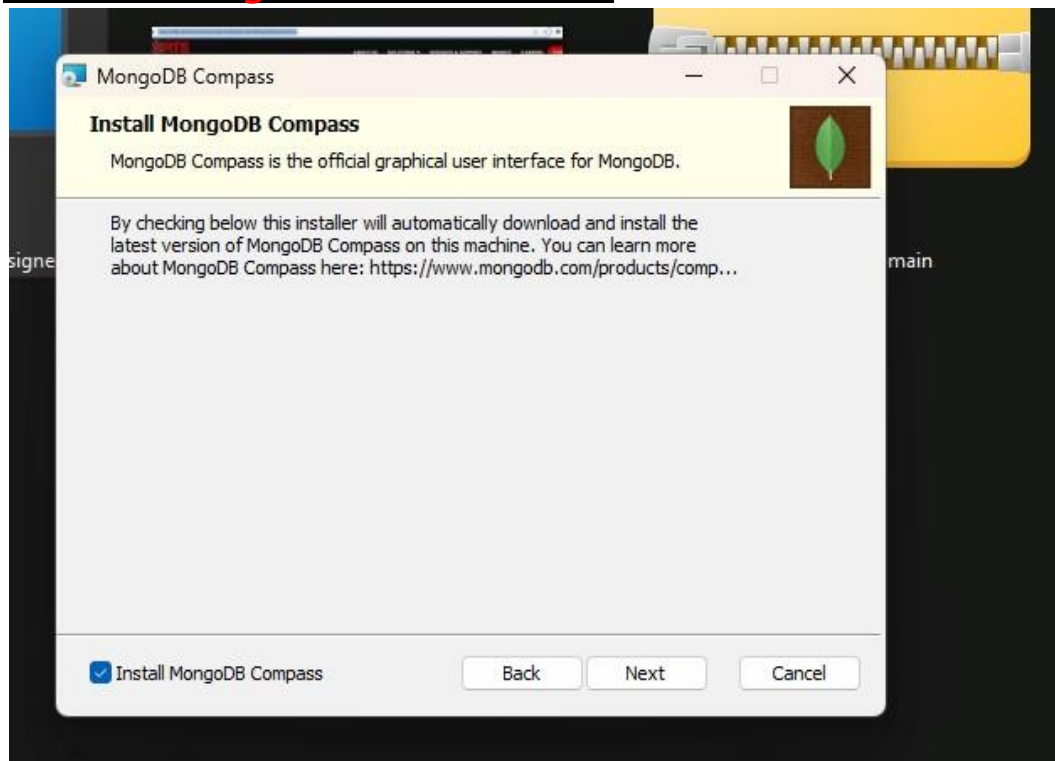 MongoDB Compass
Install MongoDB Compass
MongoDB Compass is the official graphical user interface for MongoDB.
By checking below this installer will automatically download and install the
latest version of MongoDB Compass on this machine. You can learn more
about MongoDB Compass here: https://www.mongodb.com/products/comp...
signe
main
Install MongoDB Compass
Back
Next
Cancel